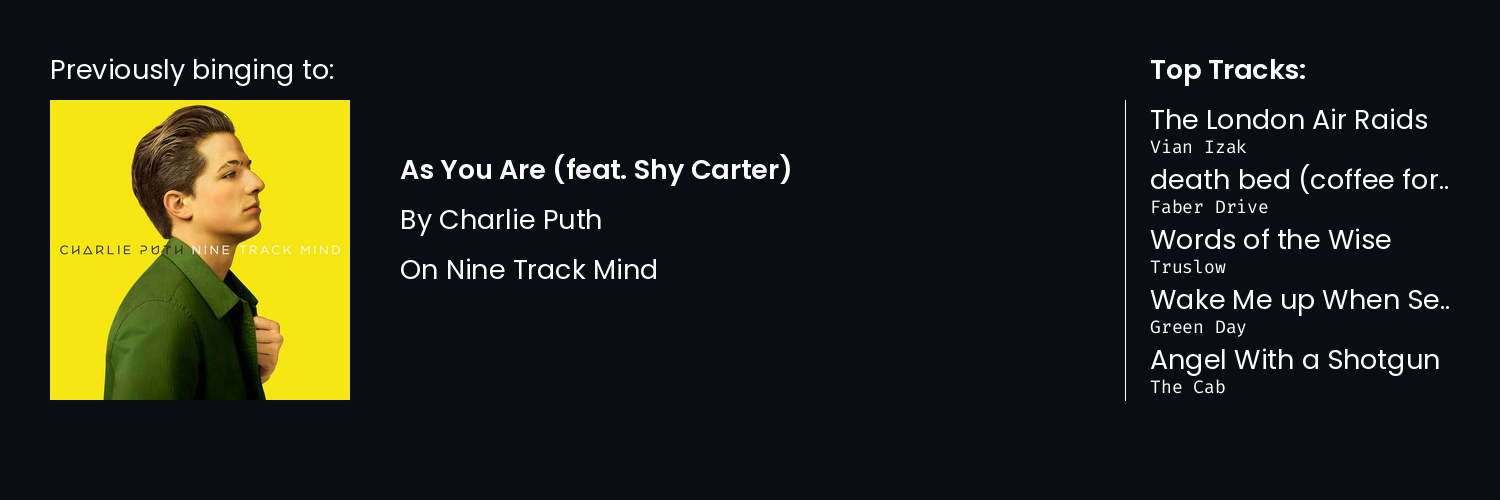 Previously binging to:
CHARLIE PUTH NINE TRACK MIND
As You Are (feat. Shy Carter)
By Charlie Puth
On Nine Track Mind
Top Tracks:
The London Air Raids
Vian Izak
death bed (coffee for..
Faber Drive
Words of the Wise
Truslow
Wake Me up When Se..
Green Day
Angel With a Shotgun
The Cab